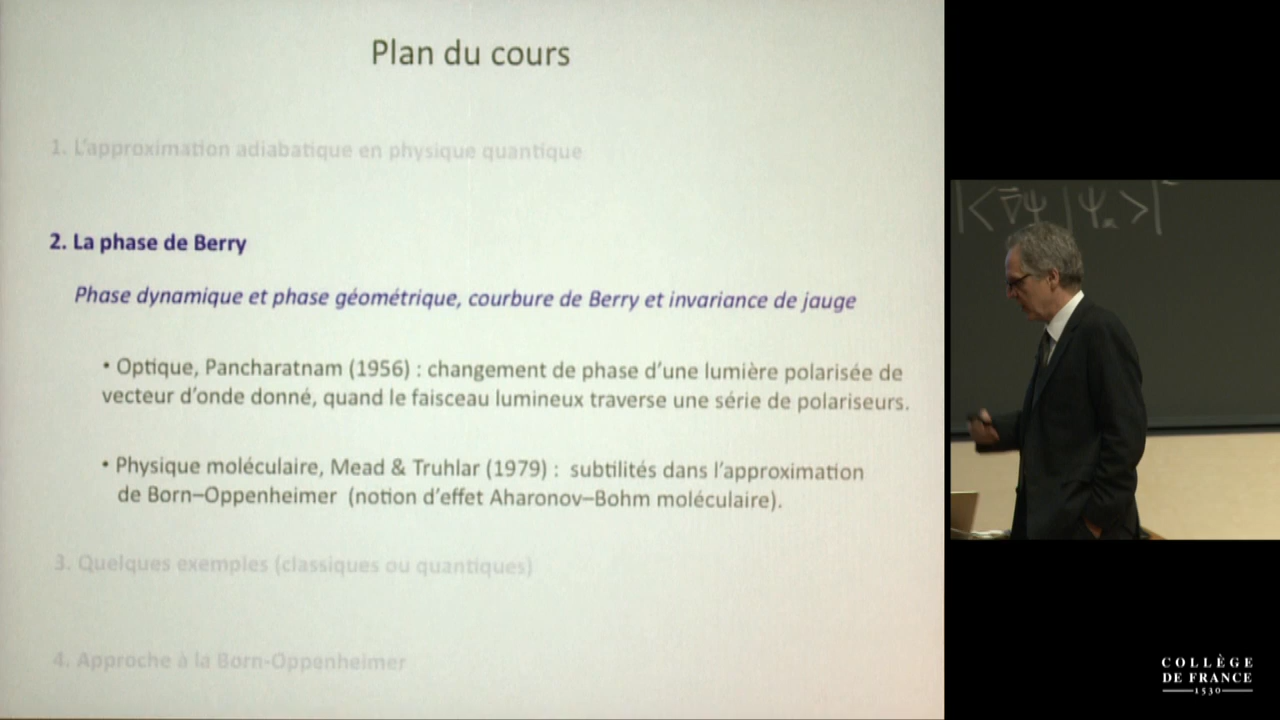 Plan du cours
1. L'approximation adiabatique en physique quantique
2. La phase de Berry
Phase dynamique et phase géométrique, courbure de Berry et invariance de jauge
• Optique, Pancharatnam (1956) : changement de phase d'une lumière polarisée de
vecteur d'onde donné, quand le faisceau lumineux traverse une série de polariseurs.
• Physique moléculaire, Mead & Truhlar (1979) : subtilités dans l'approximation
de Born–Oppenheimer (notion d'effet Aharonov–Bohm moléculaire).
3. Quelques exemples (classiques ou quantiques)
4. Approche à la Born-Oppenheimer
COLLÈGE
DE FRANCE
1530